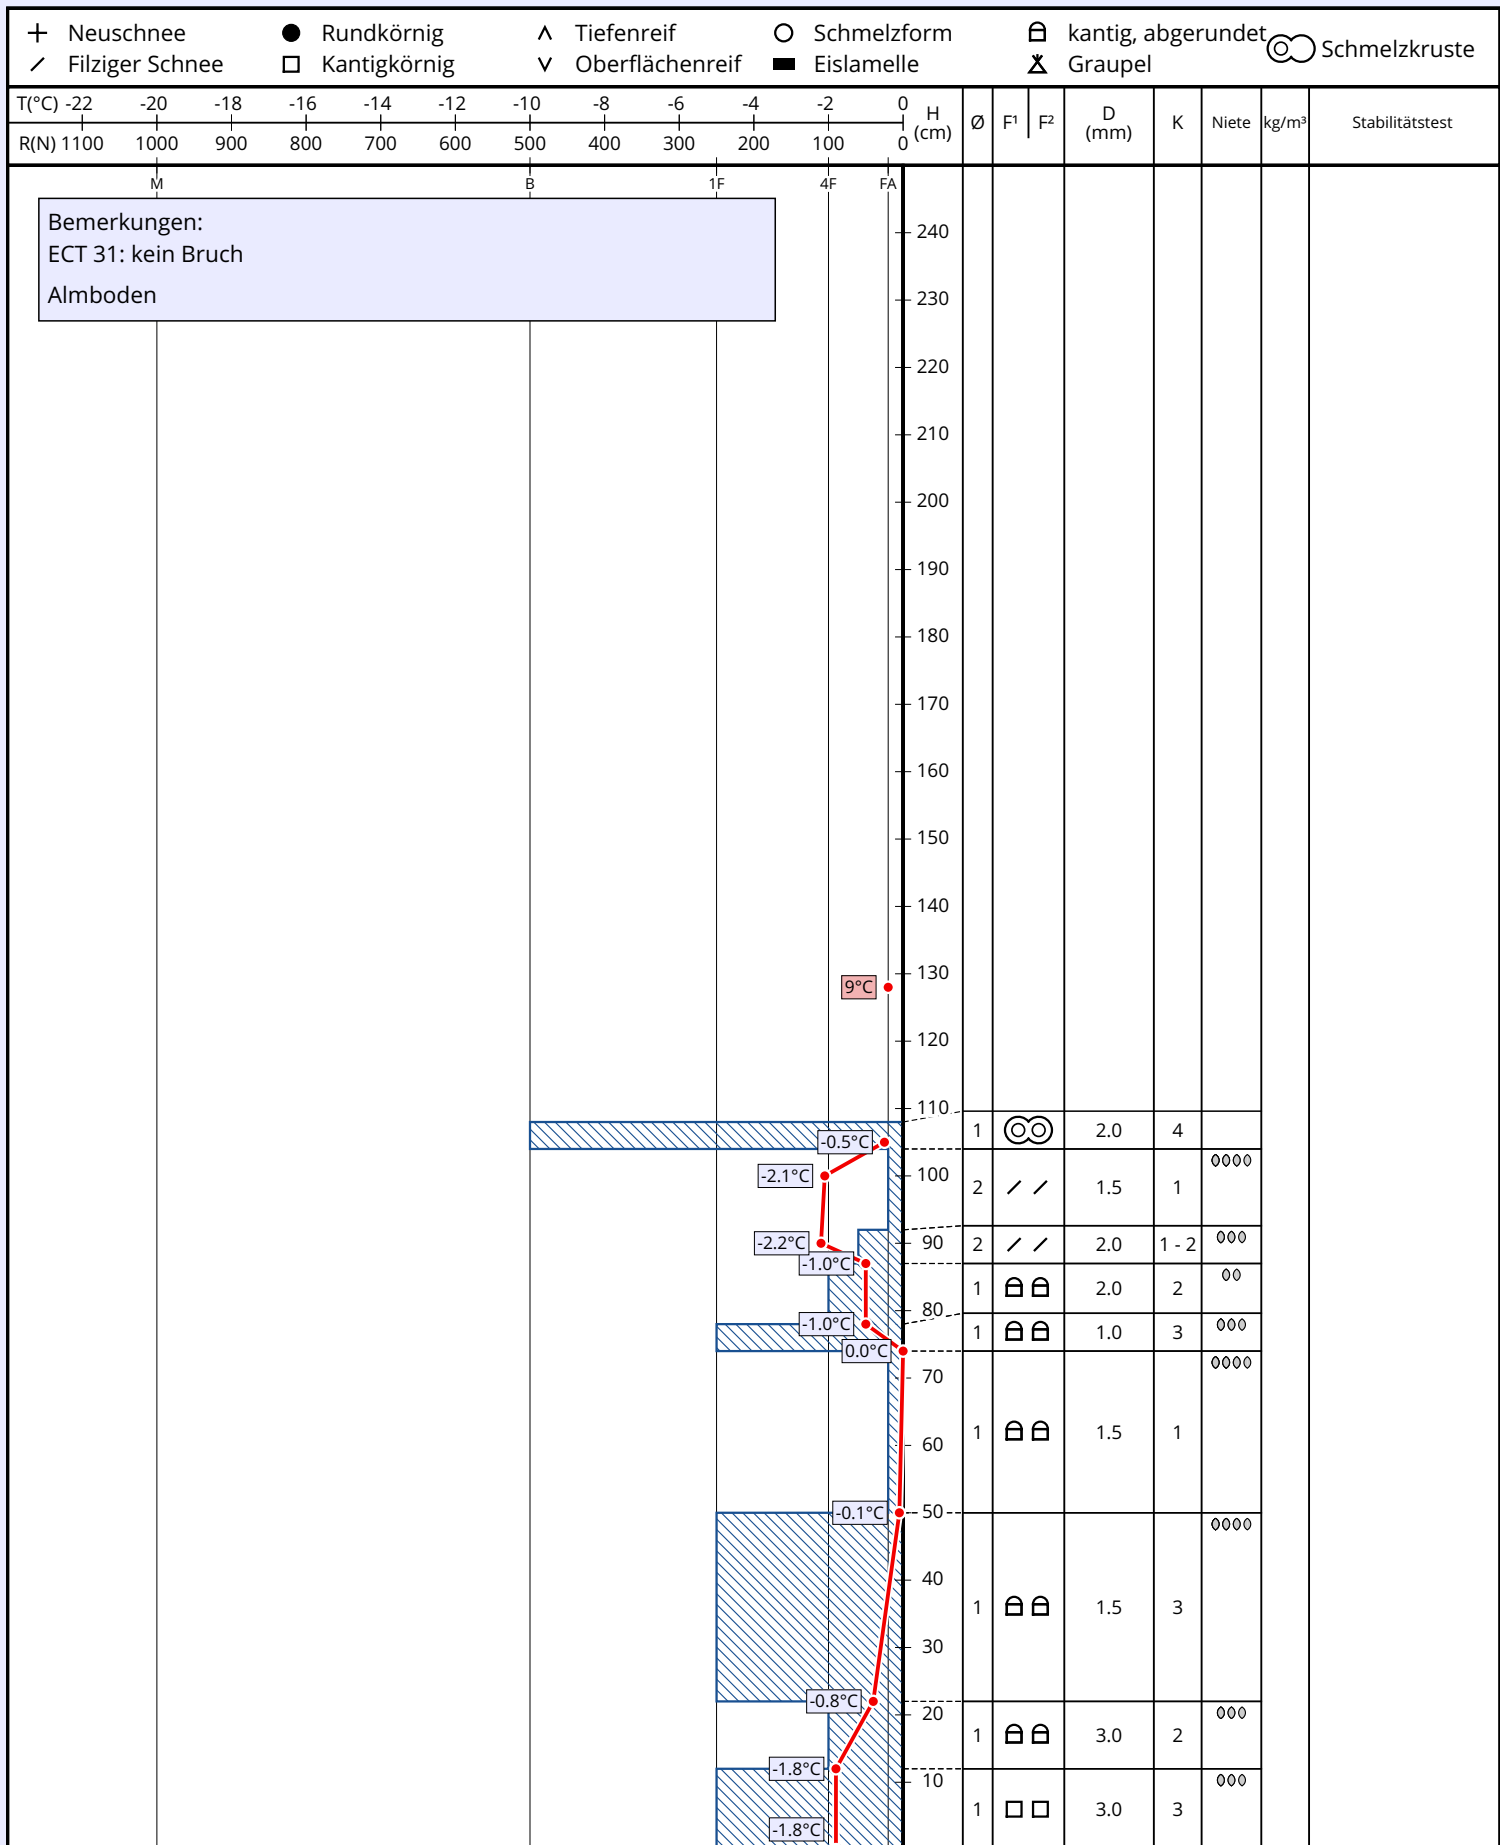 Neuschnee Rundkörnig Tiefenreif Schmelzform kantig, abgerundet Schmelzkruste
Filziger Schnee Kantigkörnig Oberflächenreif Eislamelle Graupel
T(°C) -22 -20 -18 -16 -14 -12 -10 -8 -6 -4 -2 0
R(N) 1100 1000 900 800 700 600 500 400 300 200 100 0
H (cm) Ø F¹ F² D (mm) K Niete kg/m³ Stabilitätstest
M B 1F 4F FA
Bemerkungen:
ECT 31: kein Bruch
Almboden
240
230
220
210
200
190
180
170
160
150
140
130
9°C
120
110
1 2.0 4
-0.5°C
-2.1°C 100
2 1.5 1
-2.2°C 90 2 2.0 1 - 2
-1.0°C
1 2.0 2
80
-1.0°C 1 1.0 3
0.0°C
70
1 1.5 1
60
-0.1°C 50
40
1 1.5 3
30
-0.8°C
20
1 3.0 2
-1.8°C
10
1 3.0 3
-1.8°C